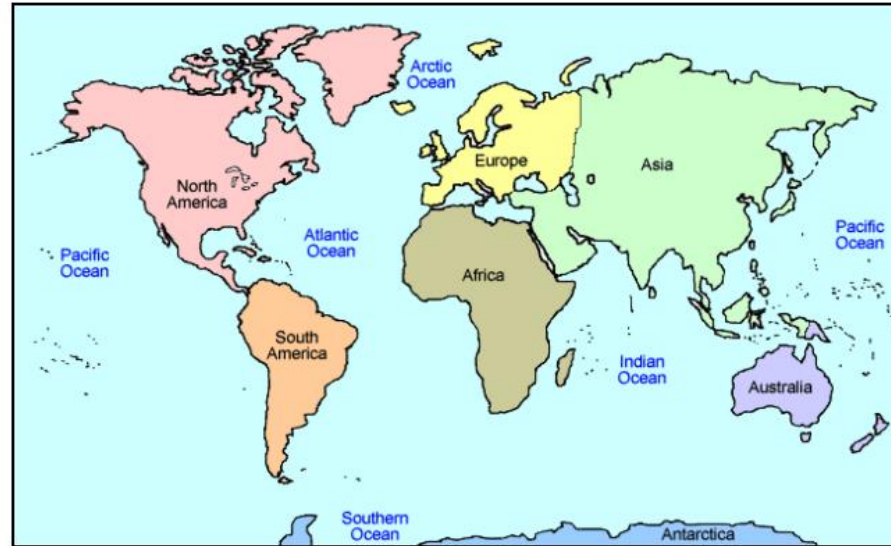 Arctic
Ocean
Europe
Asia
North
America
Atlantic
Ocean
Pacific
Ocean
Pacific
Ocean
Africa
South
America
Indian
Ocean
Australia
Southern
Ocean
Antarctica